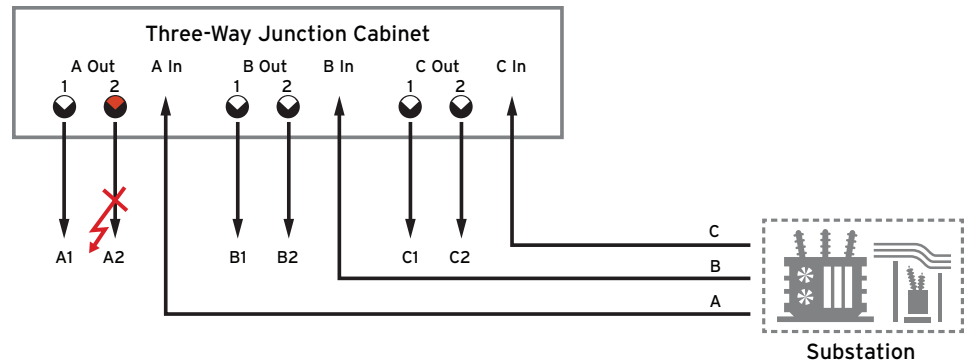 Three-Way Junction Cabinet
A Out A In B Out B In C Out C In
1 2 1 2 1 2
A1 A2 B1 B2 C1 C2
C
B
A
Substation